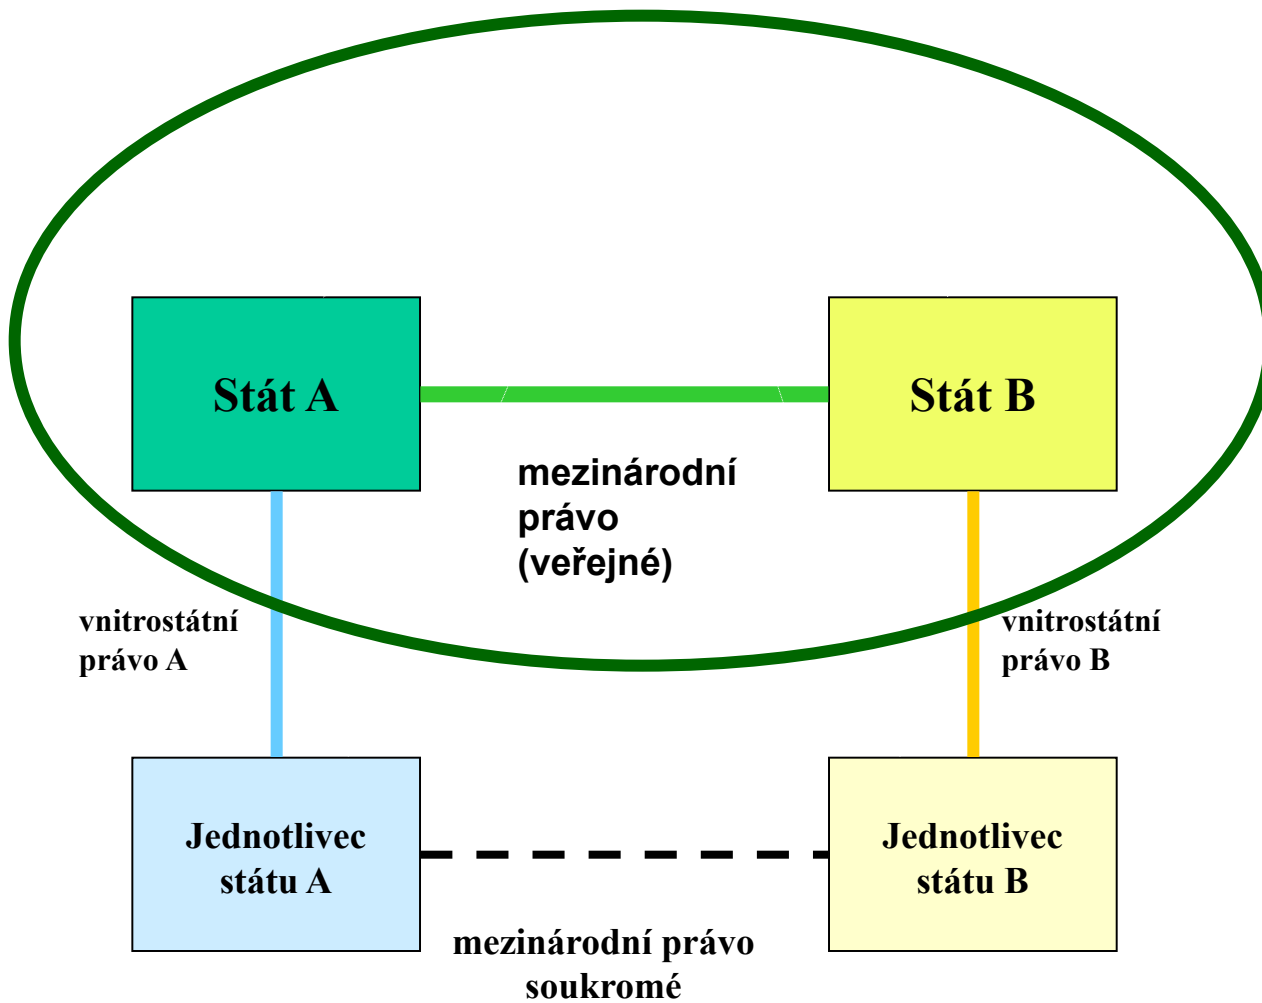 Stát A
Stát B
mezinárodní
právo
(veřejné)
vnitrostátní
právo A
vnitrostátní
právo B
Jednotlivec
státu A
Jednotlivec
státu B
mezinárodní právo
soukromé